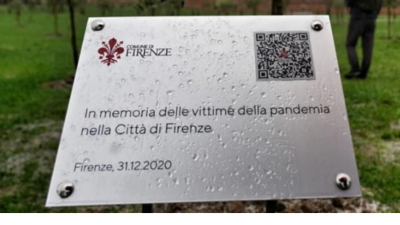 COMUNE DI
FIRENZE
In memoria delle vittime della pandemia
nella Città di Firenze
Firenze, 31.12.2020